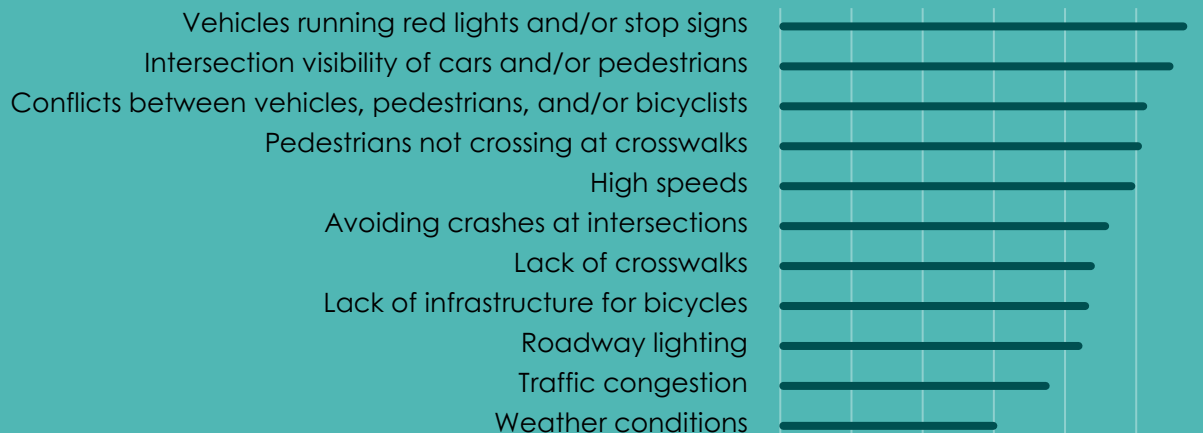 Vehicles running red lights and/or stop signs
Intersection visibility of cars and/or pedestrians
Conflicts between vehicles, pedestrians, and/or bicyclists
Pedestrians not crossing at crosswalks
High speeds
Avoiding crashes at intersections
Lack of crosswalks
Lack of infrastructure for bicycles
Roadway lighting
Traffic congestion
Weather conditions